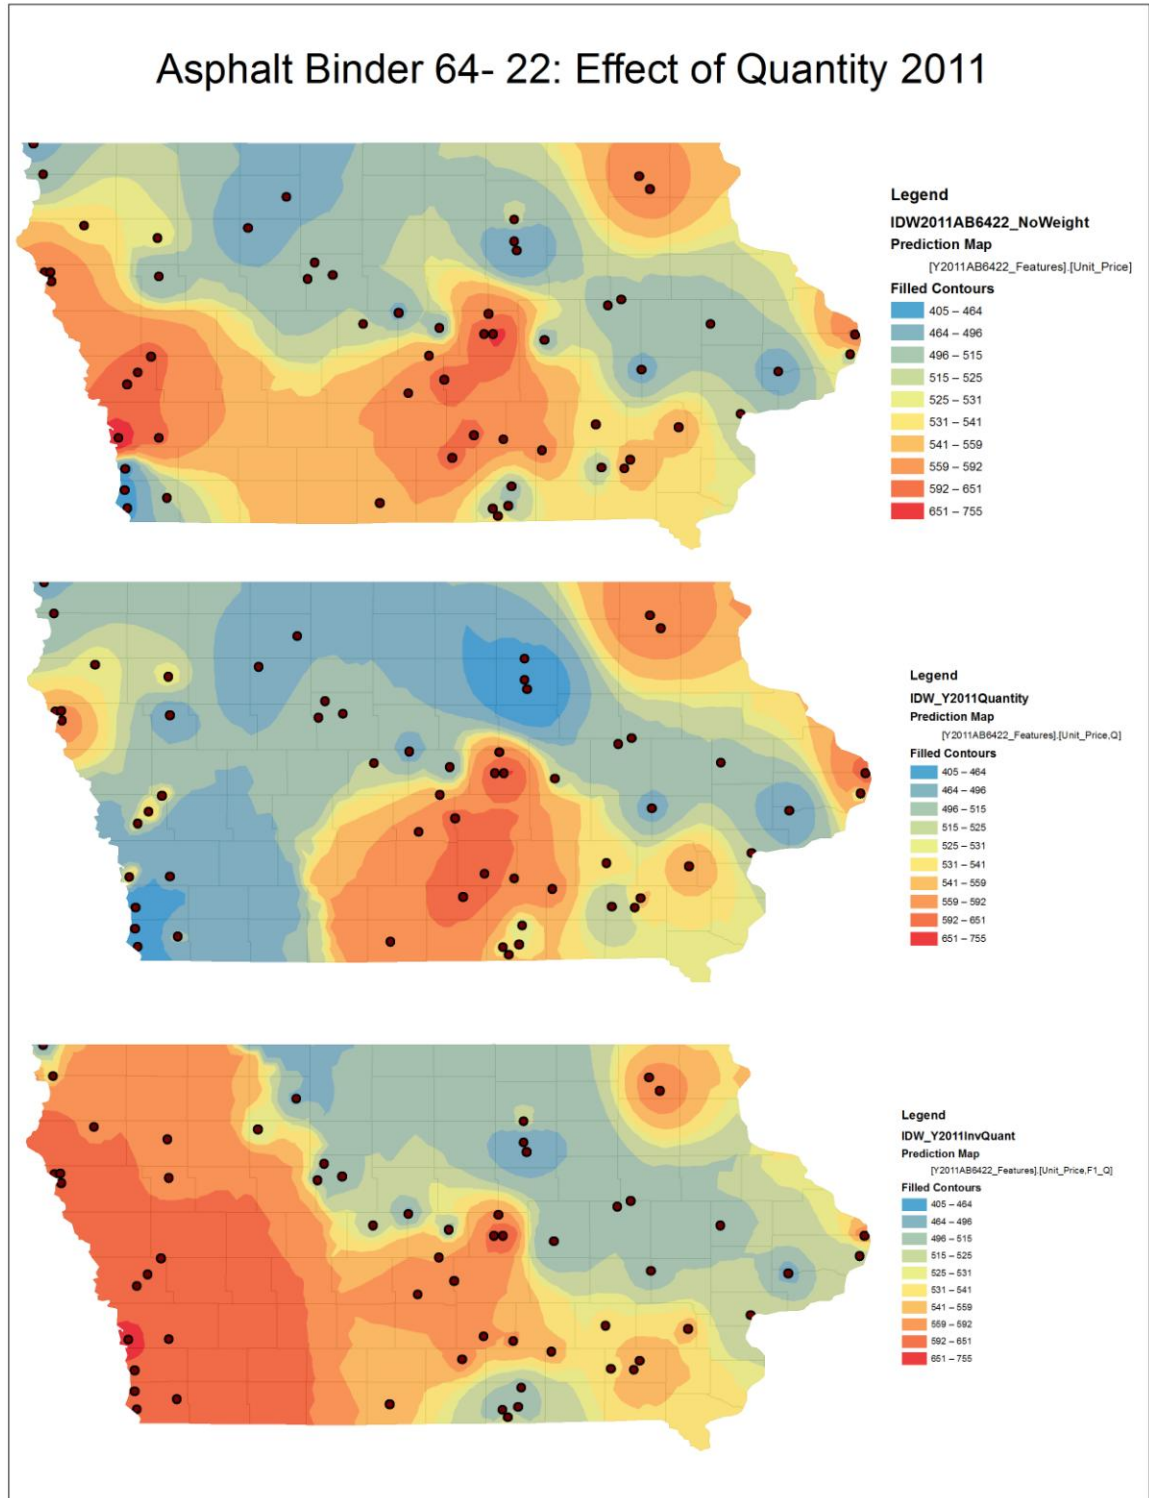 Asphalt Binder 64- 22: Effect of Quantity 2011
Legend
IDW2011AB6422_NoWeight
Prediction Map
[Y2011AB6422_Features].[Unit_Price]
Filled Contours
405 – 464
464 – 496
496 – 515
515 – 525
525 – 531
531 – 541
541 – 559
559 – 592
592 – 651
651 – 755
Legend
IDW_Y2011Quantity
Prediction Map
[Y2011AB6422_Features].[Unit_Price,Q]
Filled Contours
405 – 464
464 – 496
496 – 515
515 – 525
525 – 531
531 – 541
541 – 559
559 – 592
592 – 651
651 – 755
Legend
IDW_Y2011InvQuant
Prediction Map
[Y2011AB6422_Features].[Unit_Price,F1_Q]
Filled Contours
405 – 464
464 – 496
496 – 515
515 – 525
525 – 531
531 – 541
541 – 559
559 – 592
592 – 651
651 – 755